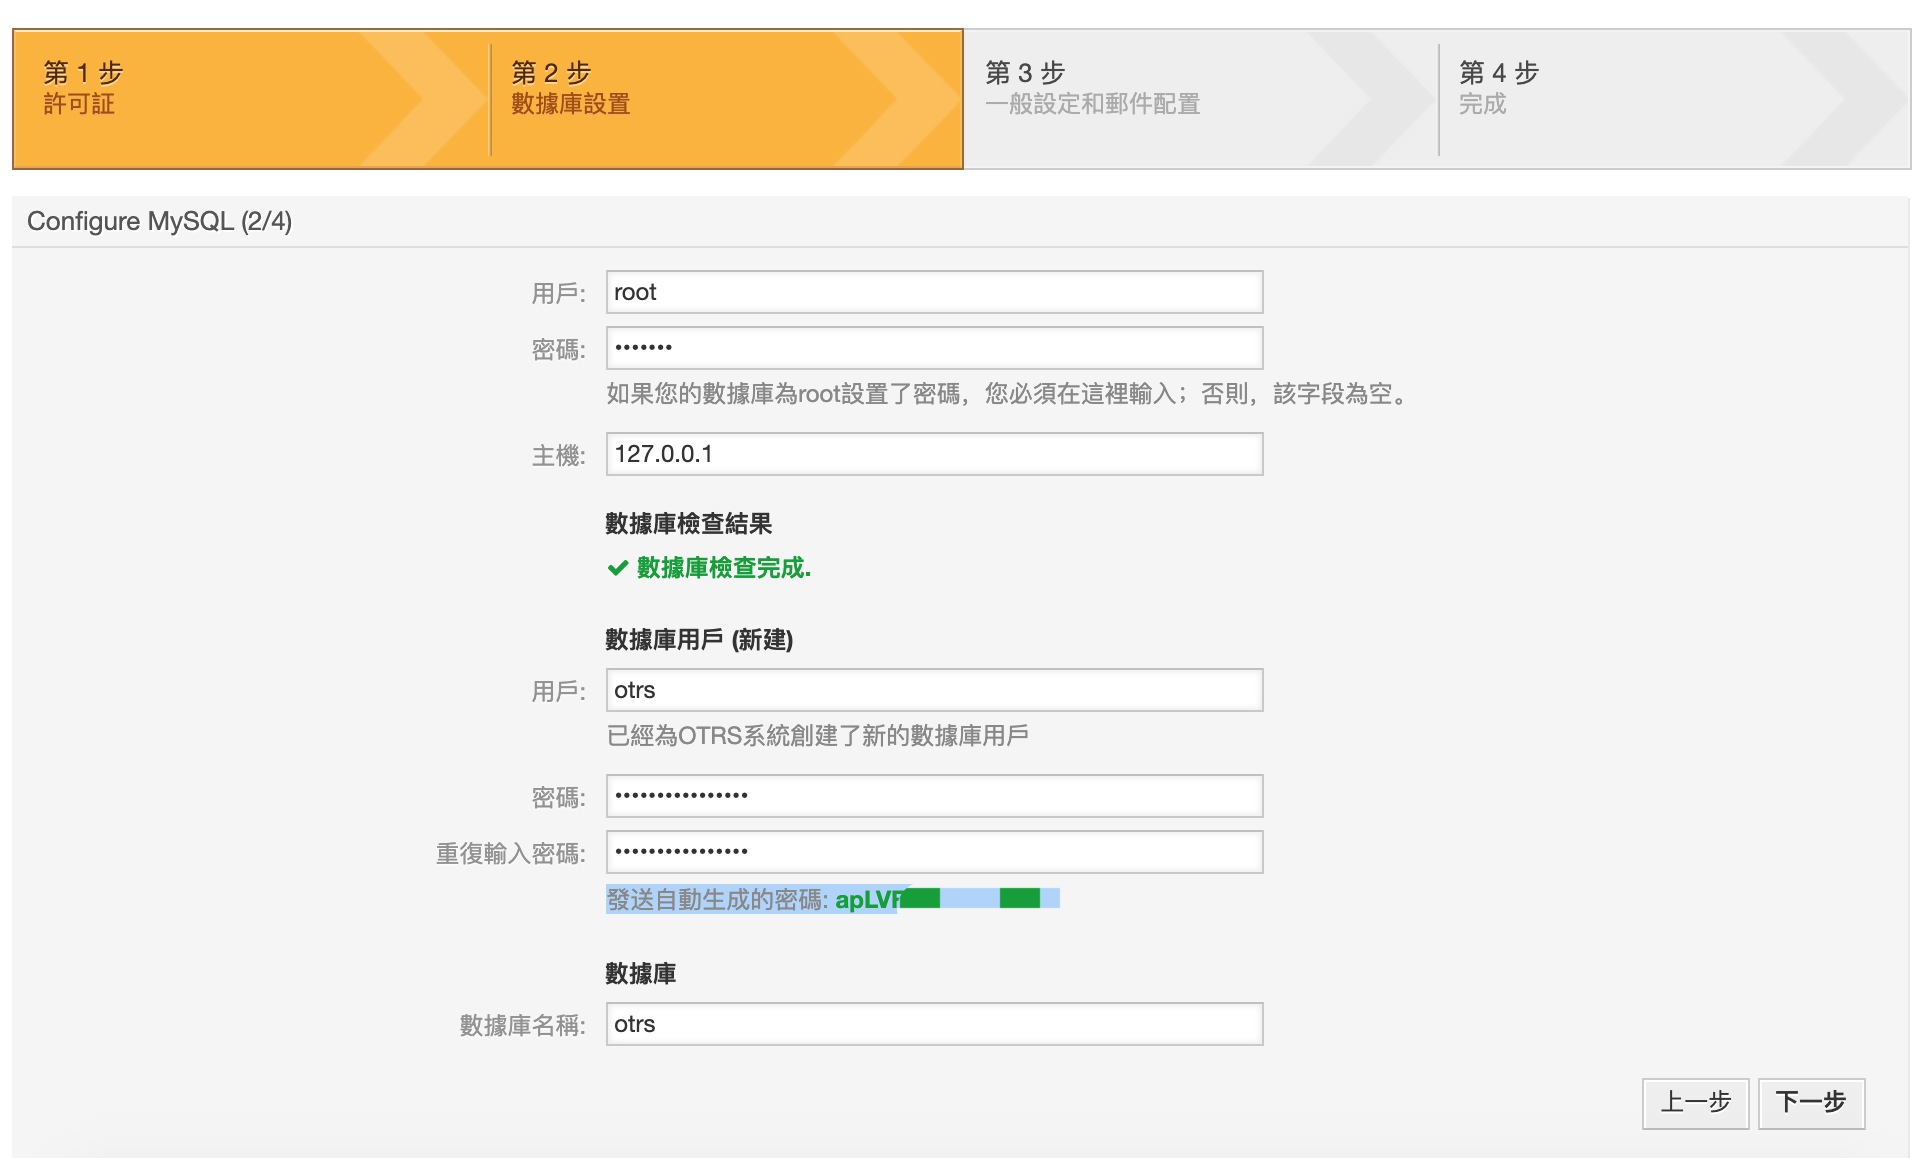 第 1 步
許可証
第 2 步
數據庫設置
第 3 步
一般設定和郵件配置
第 4 步
完成
Configure MySQL (2/4)
用戶: root
密碼: •••••••
如果您的數據庫為root設置了密碼，您必須在這裡輸入；否則，該字段為空。
主機: 127.0.0.1
數據庫檢查結果
✔ 數據庫檢查完成.
數據庫用戶 (新建)
用戶: otrs
已經為OTRS系統創建了新的數據庫用戶
密碼: ••••••••••••••••
重復輸入密碼: ••••••••••••••••
發送自動生成的密碼: apLVF
數據庫
數據庫名稱: otrs
上一步 下一步